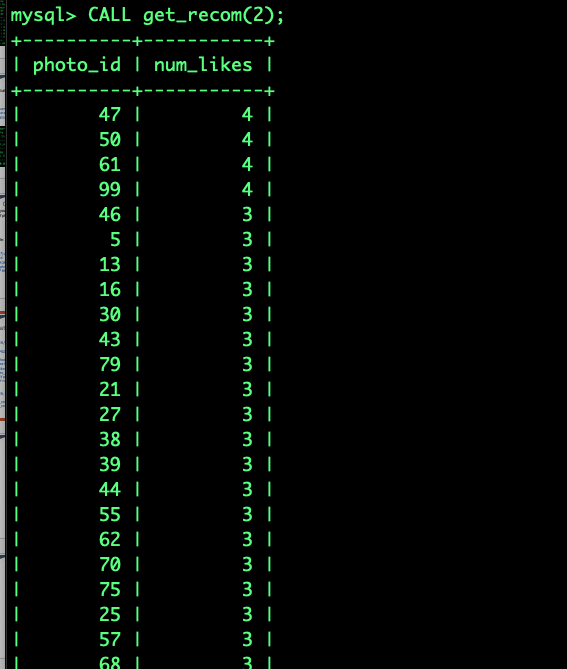 mysql> CALL get_recom(2);
+----------+-----------+
| photo_id | num_likes |
+----------+-----------+
|       47 |         4 |
|       50 |         4 |
|       61 |         4 |
|       99 |         4 |
|       46 |         3 |
|        5 |         3 |
|       13 |         3 |
|       16 |         3 |
|       30 |         3 |
|       43 |         3 |
|       79 |         3 |
|       21 |         3 |
|       27 |         3 |
|       38 |         3 |
|       39 |         3 |
|       44 |         3 |
|       55 |         3 |
|       62 |         3 |
|       70 |         3 |
|       75 |         3 |
|       25 |         3 |
|       57 |         3 |
|       68 |         3 |